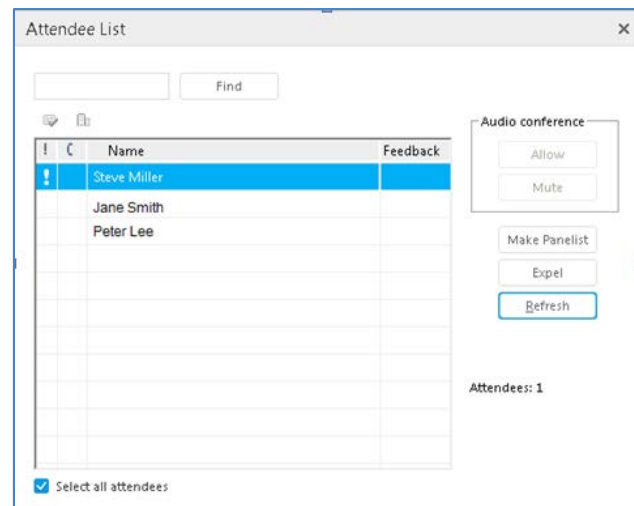 Attendee List
Find
Audio conference
! Name Feedback
Allow
! Steve Miller
Mute
Jane Smith
Peter Lee
Make Panelist
Expel
Refresh
Attendees: 1
Select all attendees